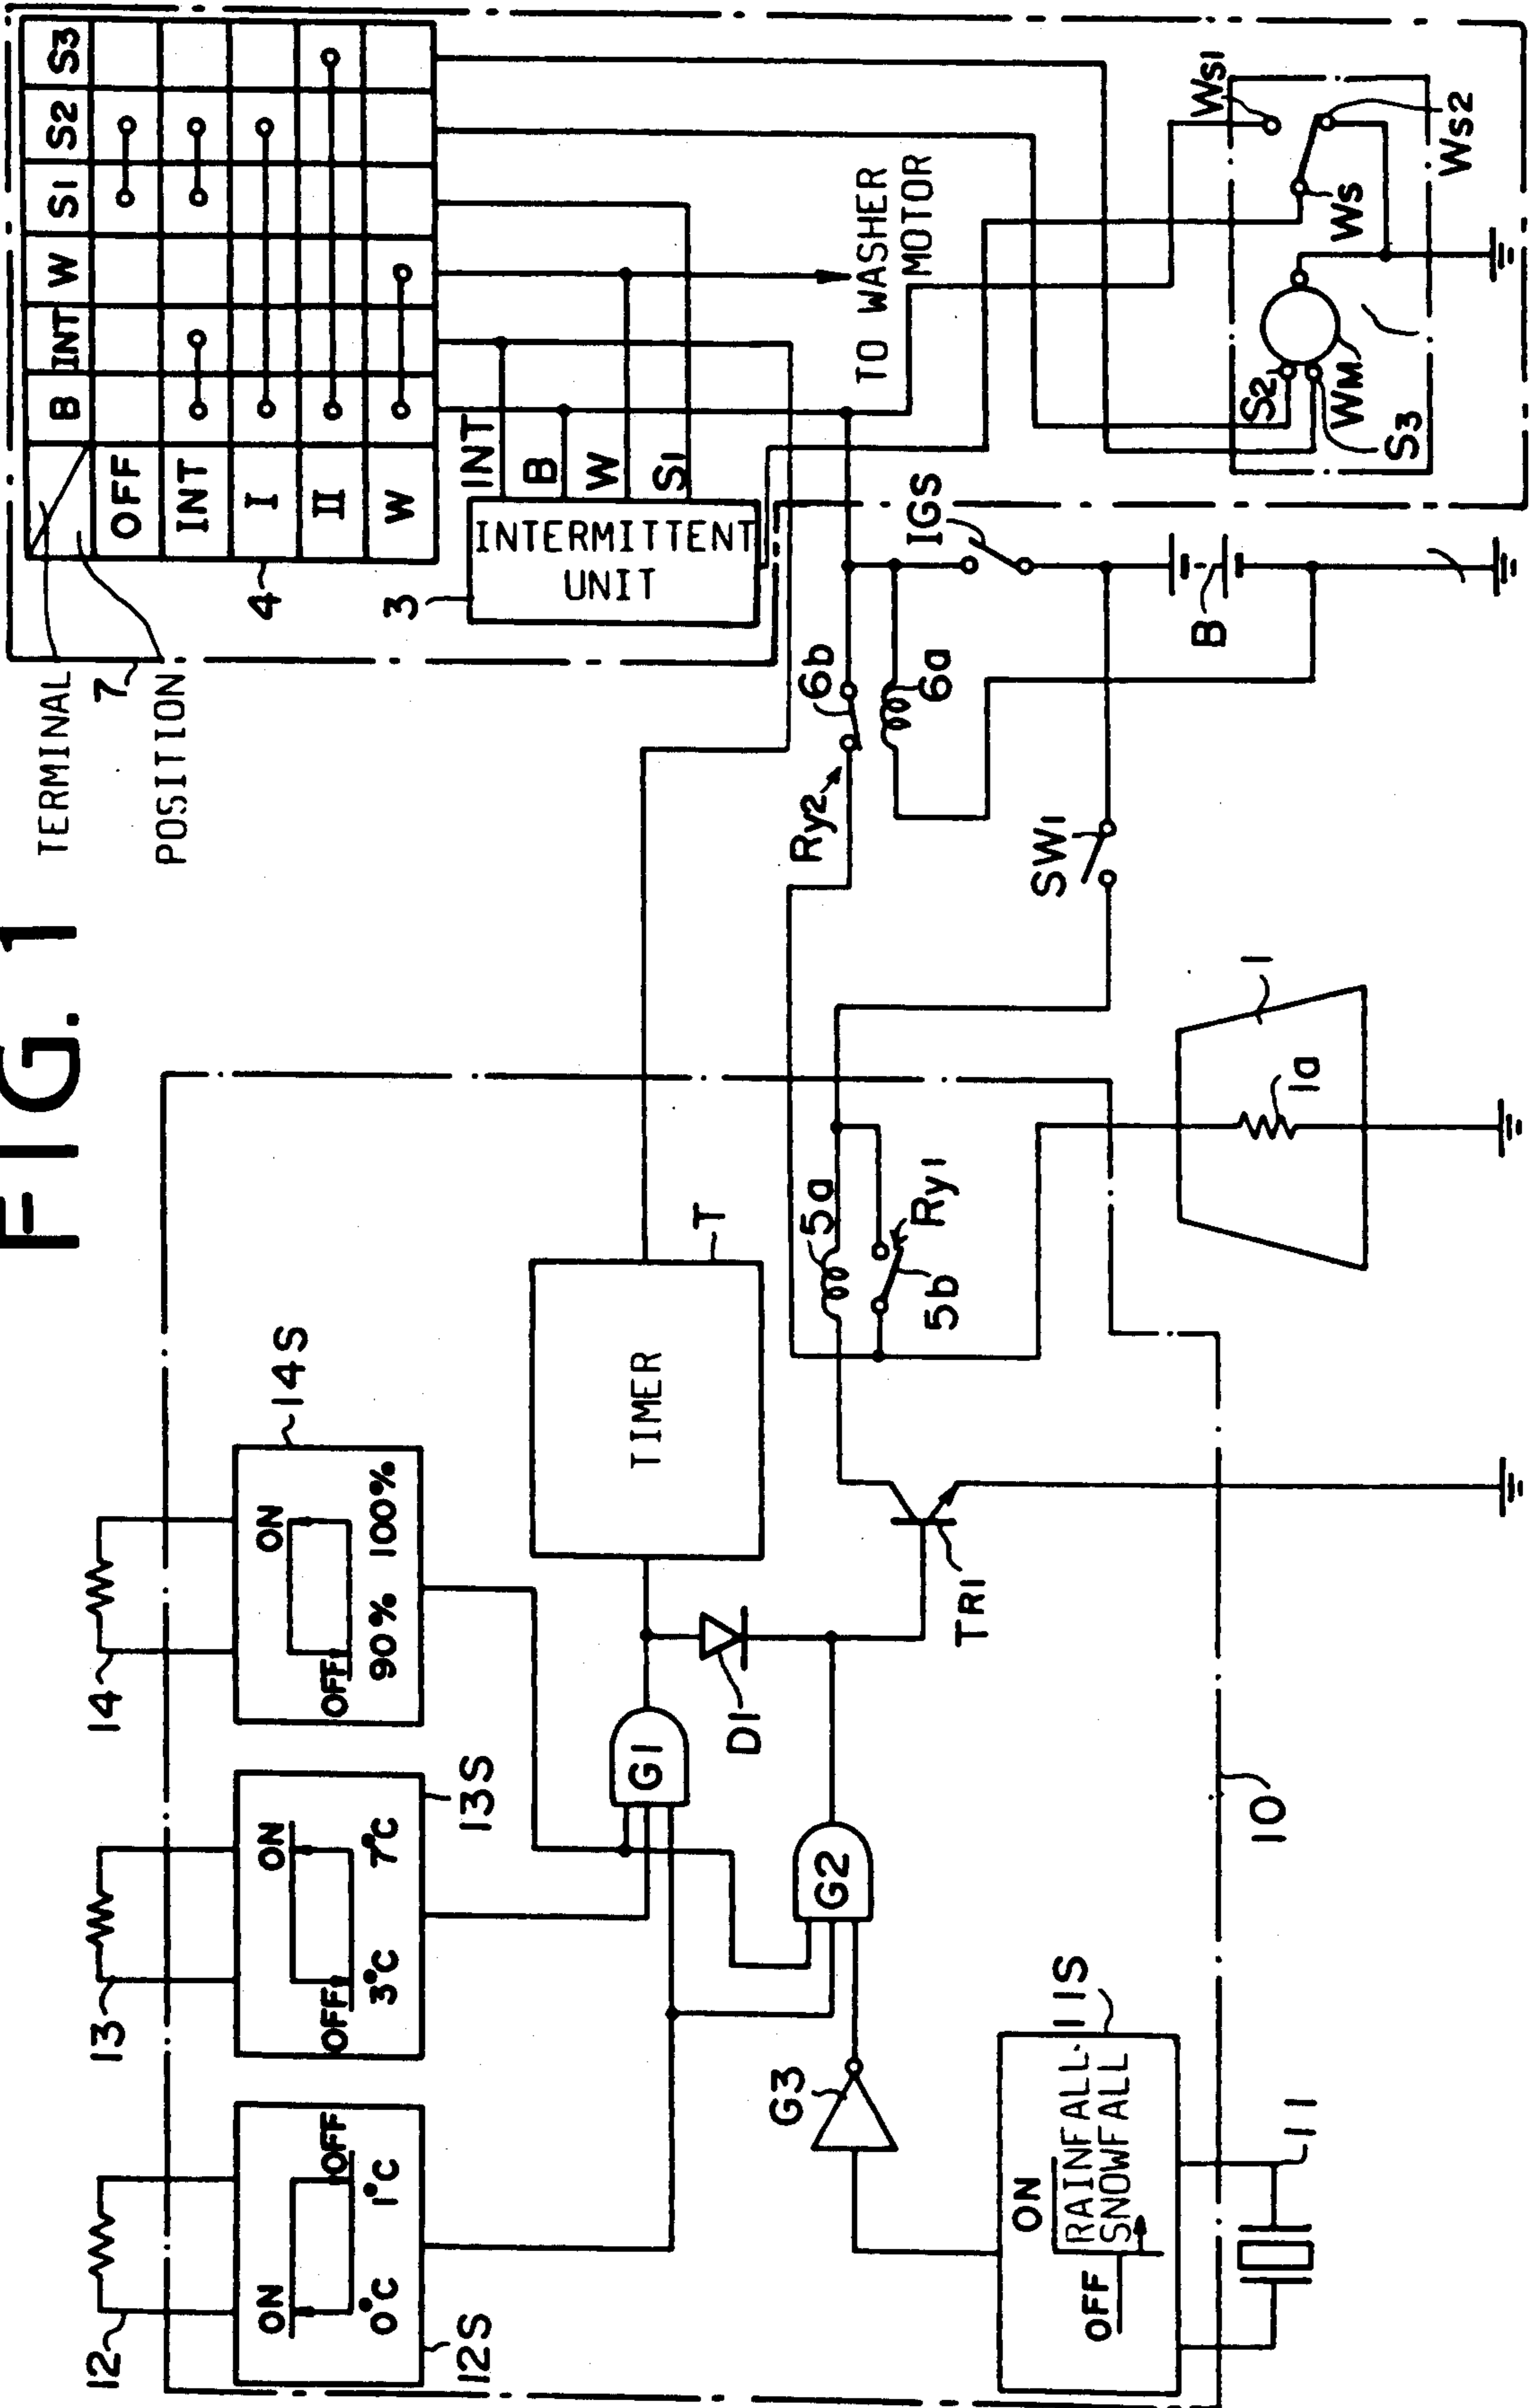 FIG. 1
12
12S
ON
OFF
0°C 1°C
13
13S
OFF
ON
3°C 7°C
14
14S
OFF
ON
90% 100%
TIMER
T
G1
D1
G2
G3
TR1
11S
ON
OFF
RAINFALL·
SNOWFALL
11
10
5a
5b
Ry1
1
1a
SW1
Ry2
6b
6a
IGS
B
TERMINAL
7
POSITION
4
B INT W S1 S2 S3
OFF
INT
I
II
W
3
INTERMITTENT
UNIT
INT
B
W
S1
TO WASHER
MOTOR
S2
WM
S3
WS
WS1
WS2